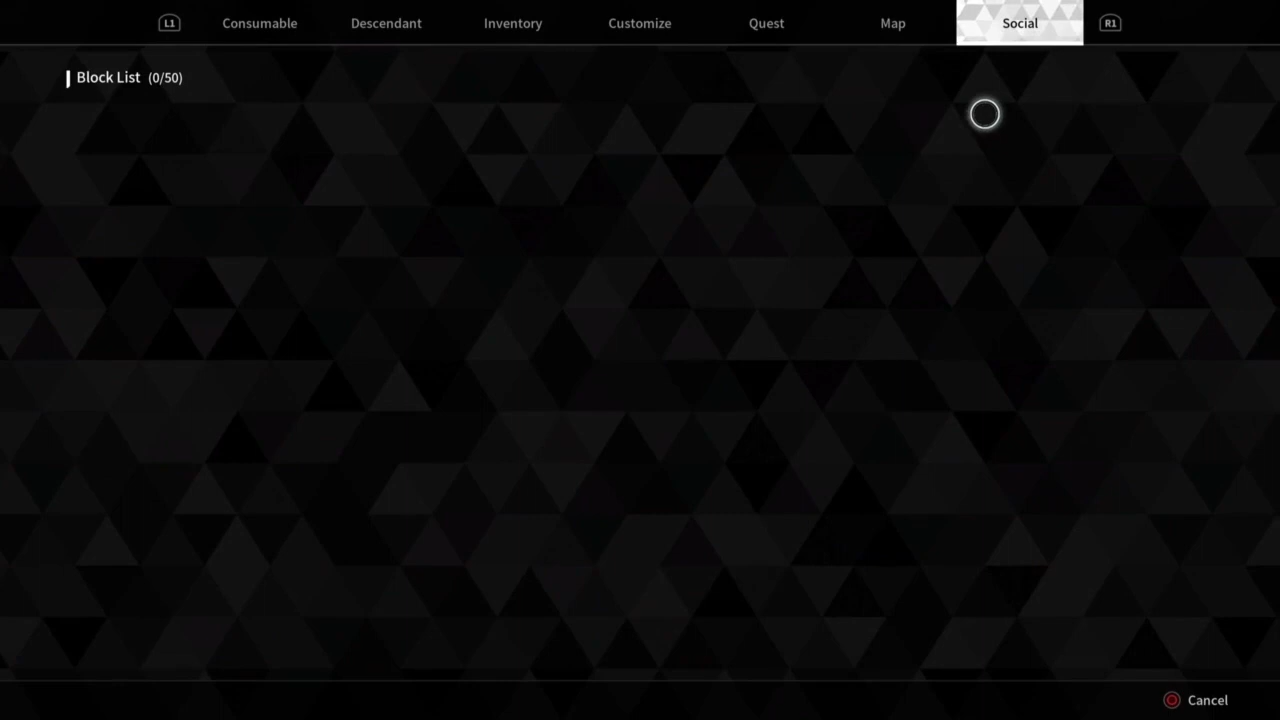 L1 Consumable Descendant Inventory Customize Quest Map Social R1
Block List (0/50)
Cancel